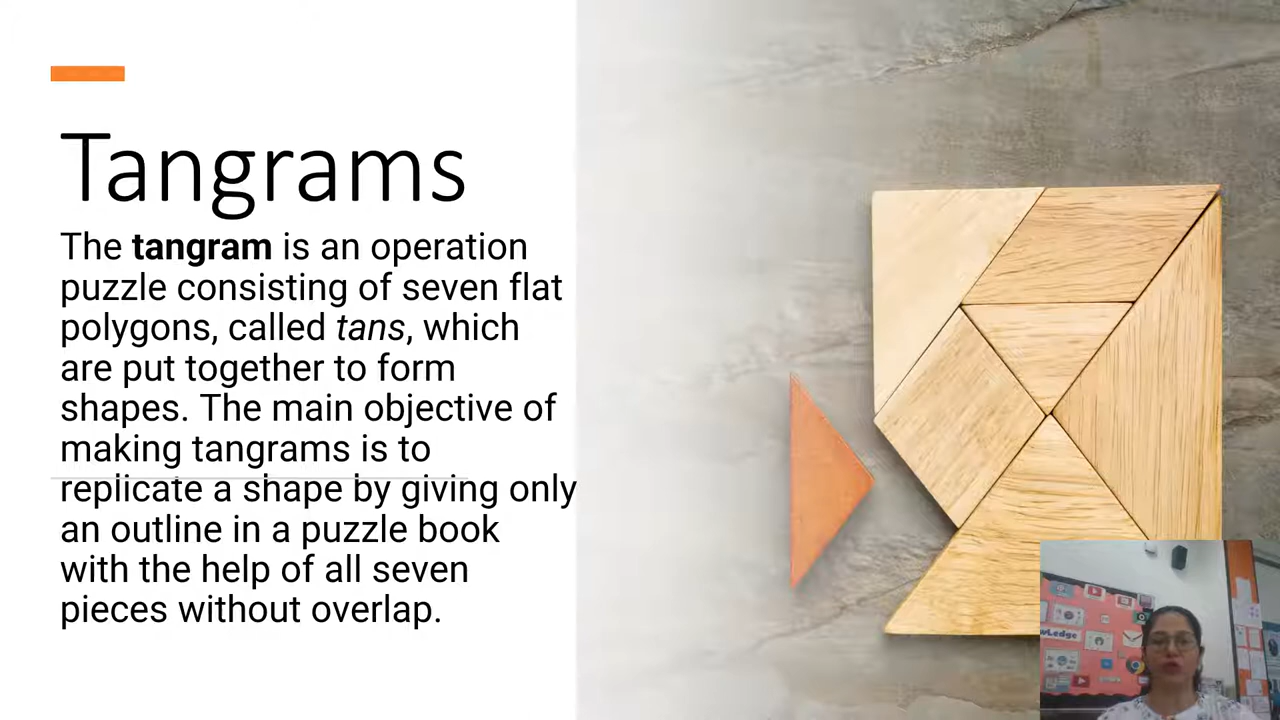 Tangrams
The tangram is an operation
puzzle consisting of seven flat
polygons, called tans, which
are put together to form
shapes. The main objective of
making tangrams is to
replicate a shape by giving only
an outline in a puzzle book
with the help of all seven
pieces without overlap.